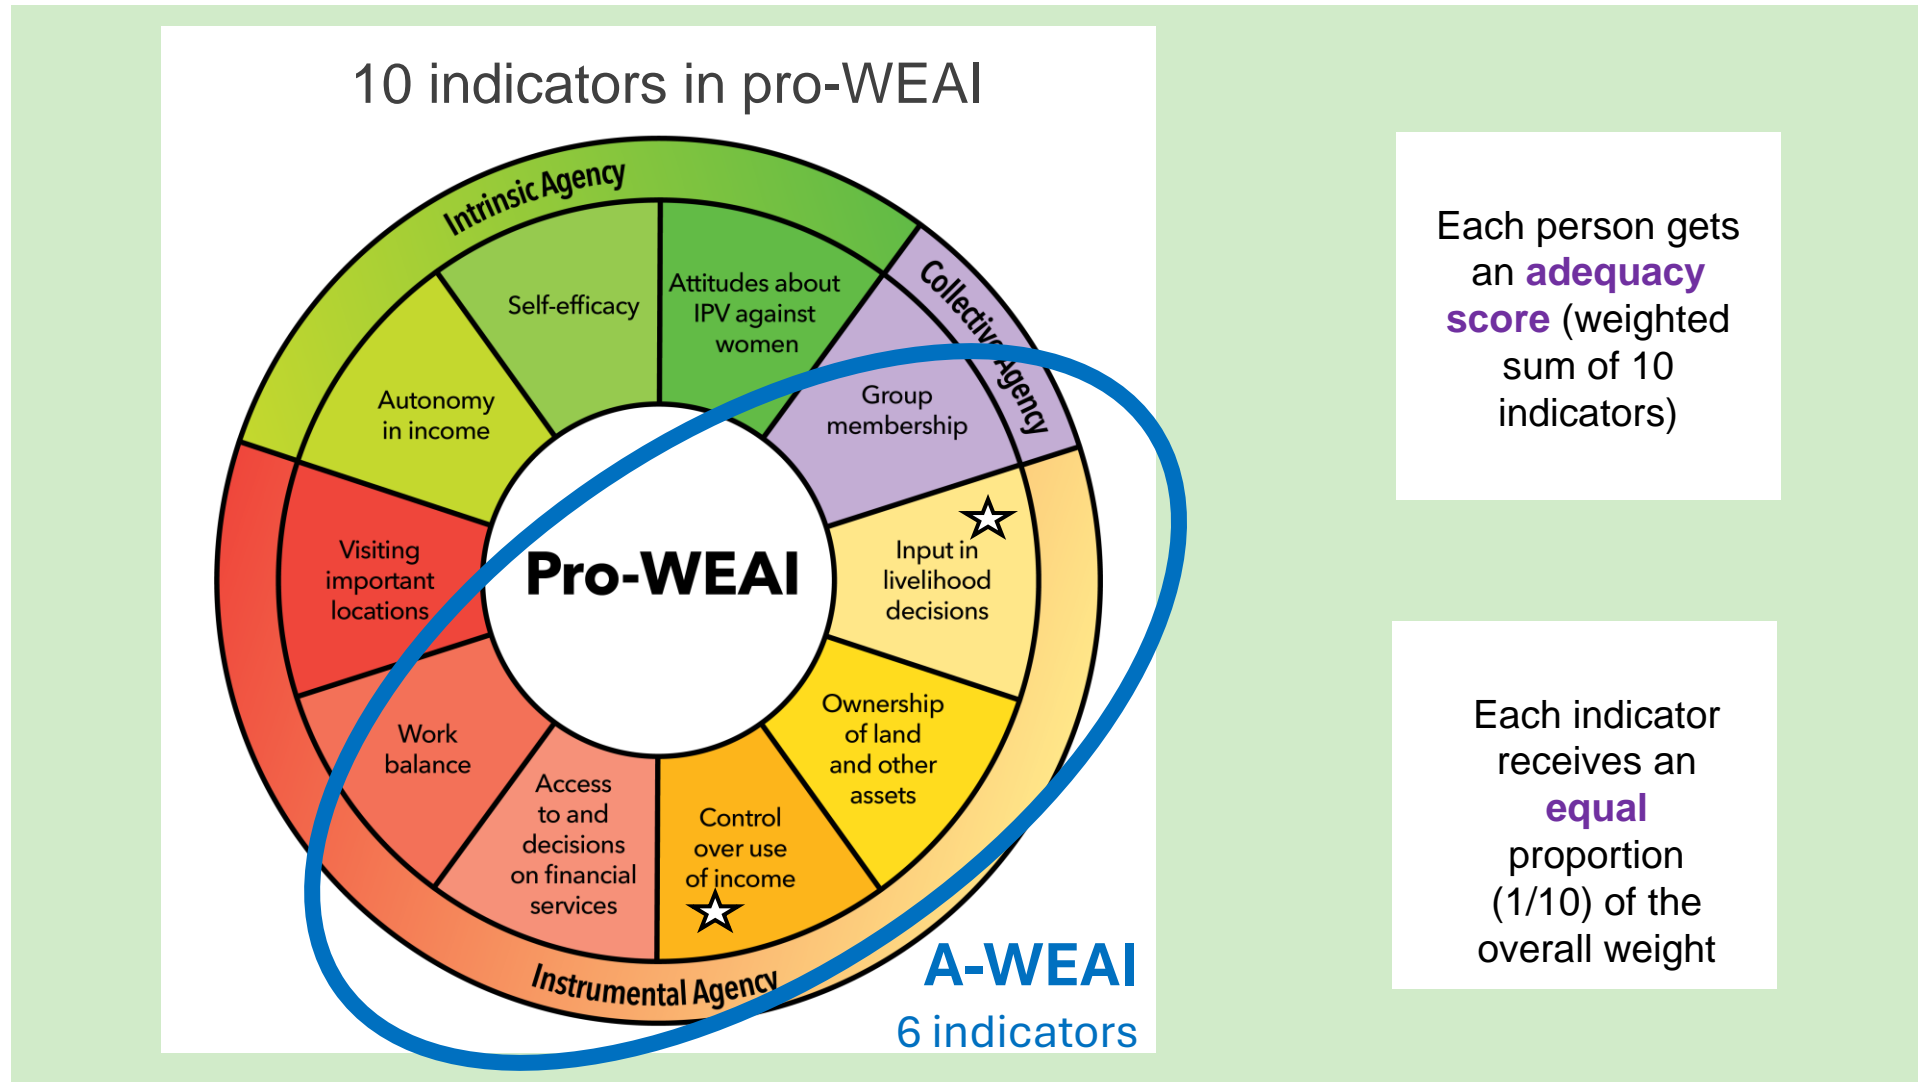 10 indicators in pro-WEAI
Intrinsic Agency
Collective Agency
Self-efficacy
Attitudes about
IPV against
women
Autonomy
in income
Group
membership
Visiting
important
locations
Pro-WEAI
Input in
livelihood
decisions
Work
balance
Access
to and
decisions
on financial
services
Control
over use
of income
Ownership
of land
and other
assets
Instrumental Agency
A-WEAI
6 indicators
Each person gets
an adequacy
score (weighted
sum of 10
indicators)
Each indicator
receives an
equal
proportion
(1/10) of the
overall weight